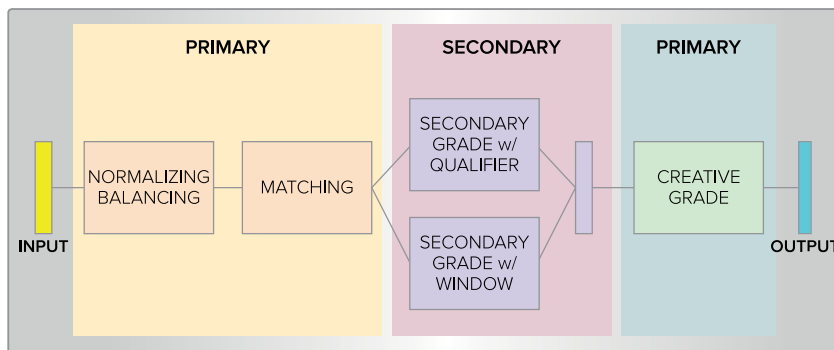 PRIMARY
SECONDARY
PRIMARY
INPUT
NORMALIZING
BALANCING
MATCHING
SECONDARY
GRADE w/
QUALIFIER
SECONDARY
GRADE w/
WINDOW
CREATIVE
GRADE
OUTPUT